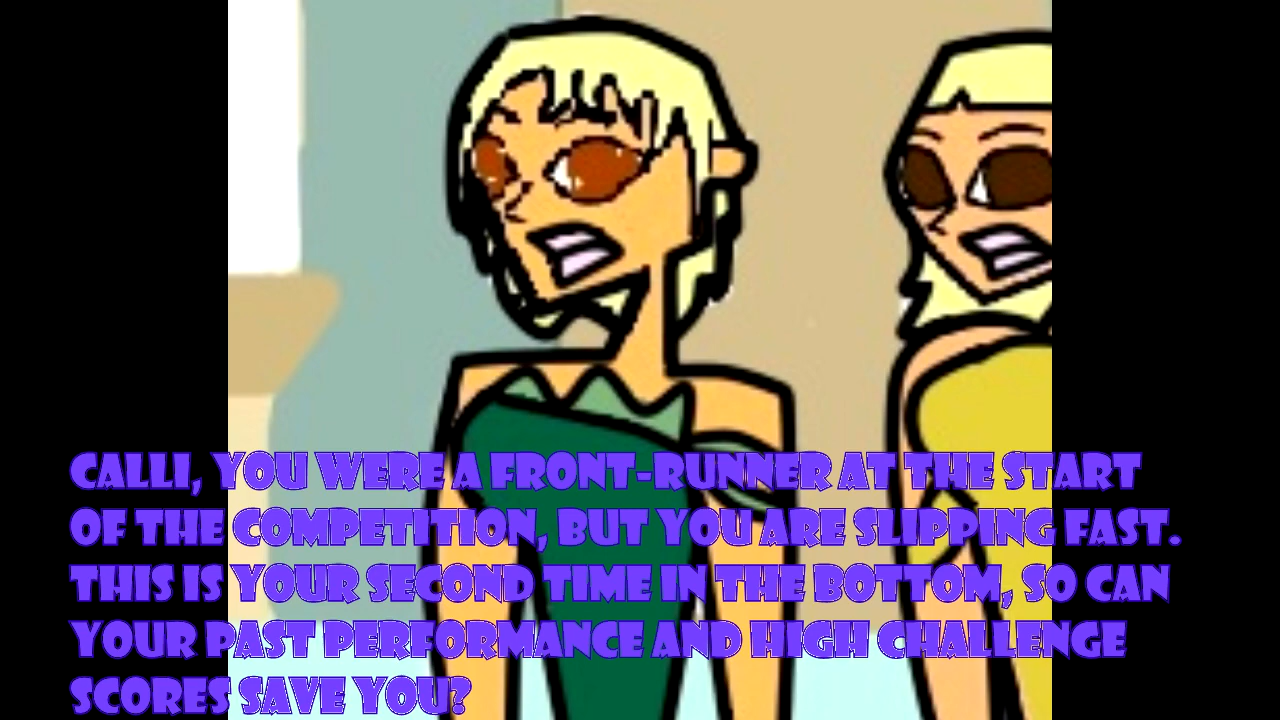 CALLI, YOU WERE A FRONT-RUNNER AT THE START
OF THE COMPETITION, BUT YOU ARE SLIPPING FAST.
THIS IS YOUR SECOND TIME IN THE BOTTOM, SO CAN
YOUR PAST PERFORMANCE AND HIGH CHALLENGE
SCORES SAVE YOU?